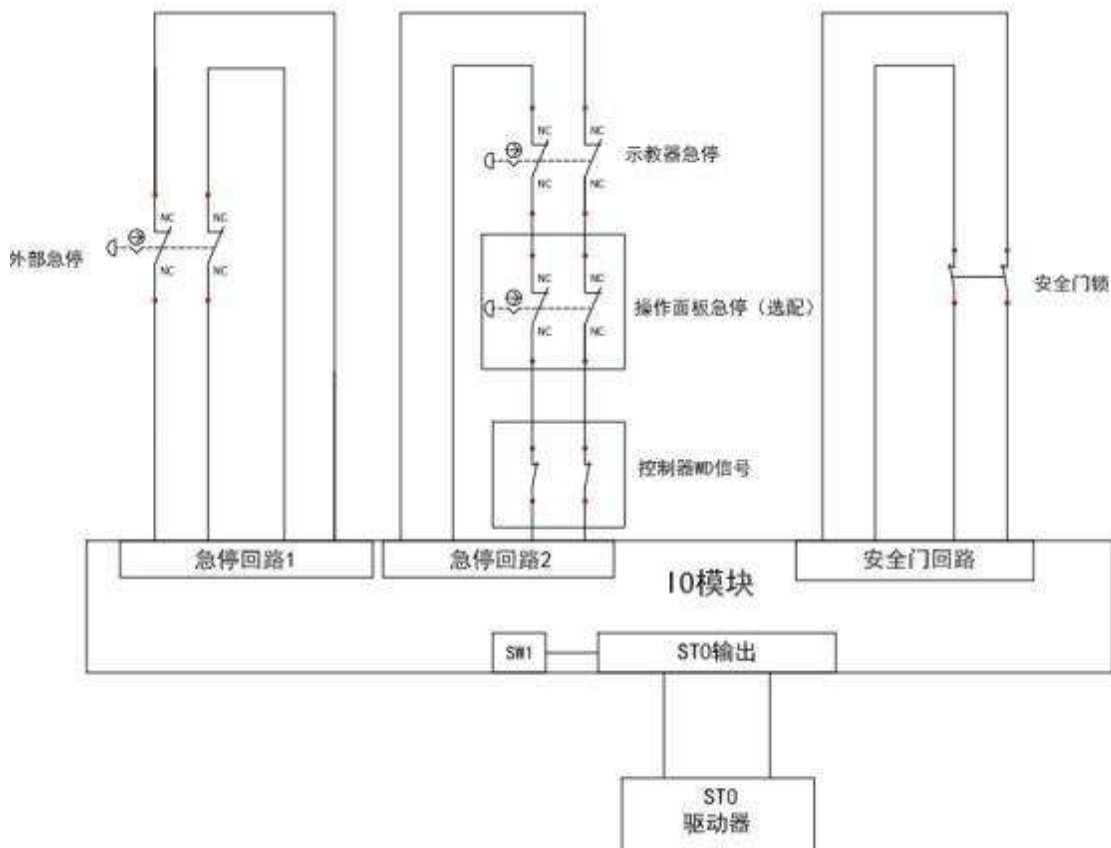 NC
NC
示教器急停
NC
NC
NC
NC
外部急停
NC
NC
NC
NC
操作面板急停（选配）
NC
NC
安全门锁
控制器WD信号
急停回路1
急停回路2
安全门回路
IO模块
SW1
STO输出
STO
驱动器